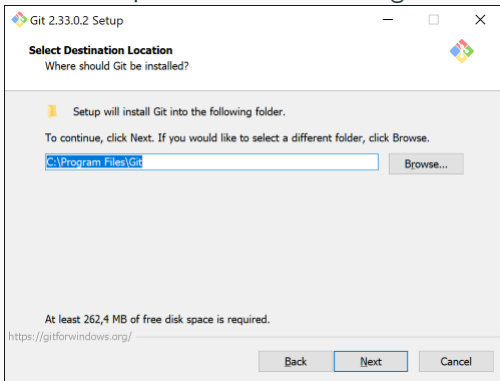 Git 2.33.0.2 Setup
Select Destination Location
Where should Git be installed?
Setup will install Git into the following folder.
To continue, click Next. If you would like to select a different folder, click Browse.
C:\Program Files\Git
Browse...
At least 262,4 MB of free disk space is required.
https://gitforwindows.org/
Back
Next
Cancel